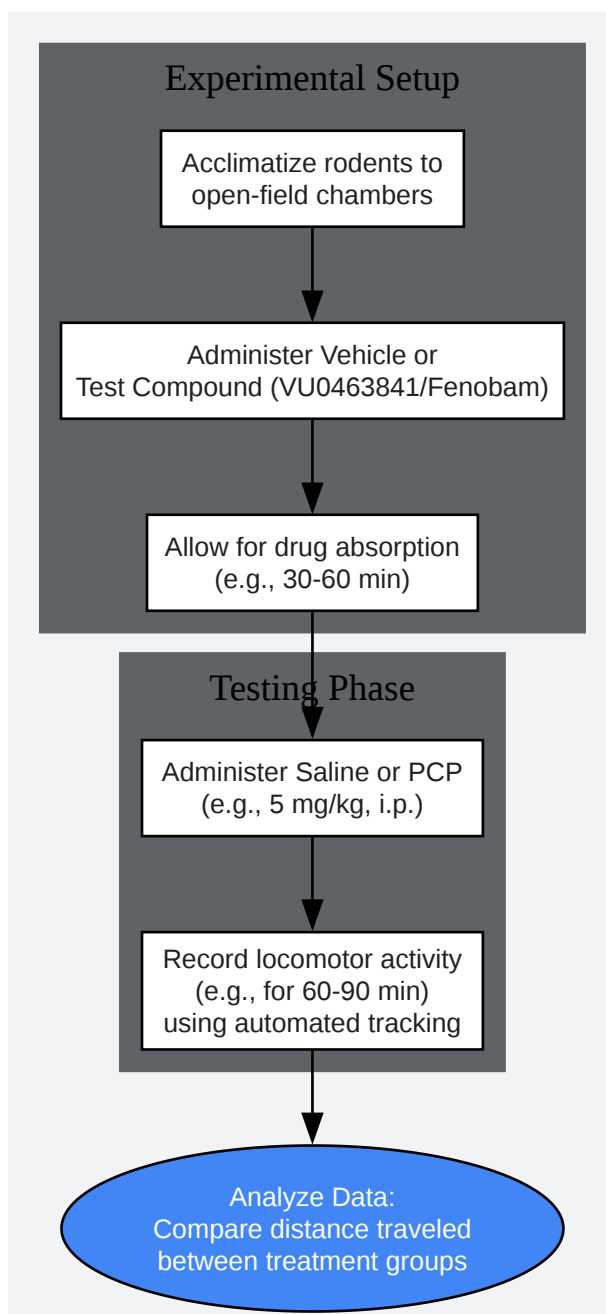 Experimental Setup
Acclimatize rodents to
open-field chambers
Administer Vehicle or
Test Compound (VU0463841/Fenobam)
Allow for drug absorption
(e.g., 30-60 min)
Testing Phase
Administer Saline or PCP
(e.g., 5 mg/kg, i.p.)
Record locomotor activity
(e.g., for 60-90 min)
using automated tracking
Analyze Data:
Compare distance traveled
between treatment groups